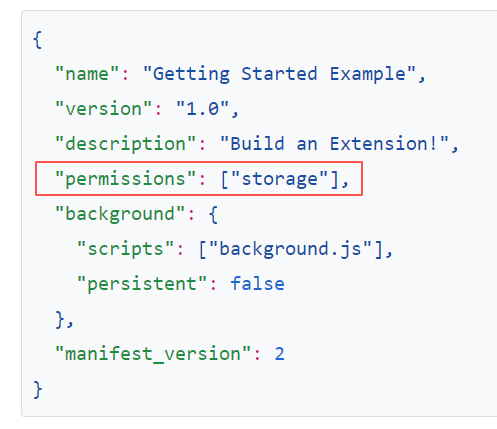 {
"name": "Getting Started Example",
"version": "1.0",
"description": "Build an Extension!",
"permissions": ["storage"],
"background": {
"scripts": ["background.js"],
"persistent": false
},
"manifest_version": 2
}